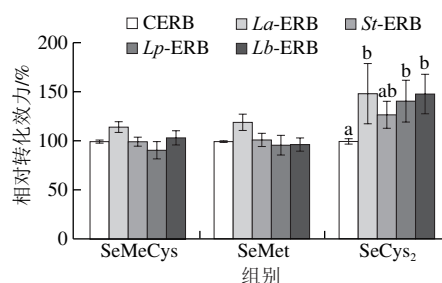 CERB La-ERB St-ERB
Lp-ERB Lb-ERB
相对转化效力/%
200
150
100
50
0
a b ab b b
SeMeCys SeMet SeCys₂
组别